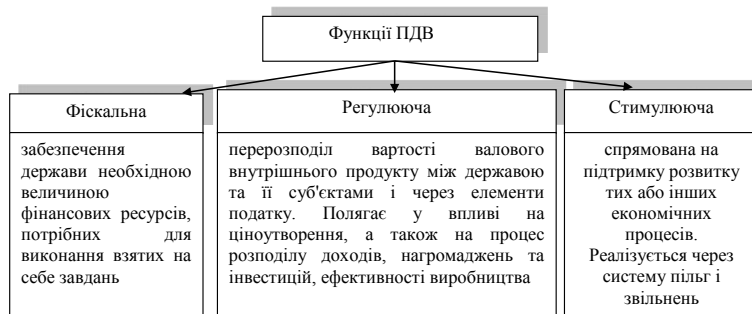 Функції ПДВ
Фіскальна
забезпечення
держави необхідною
величиною
фінансових ресурсів,
потрібних для
виконання взятих на
себе завдань
Регулююча
перерозподіл вартості валового
внутрішнього продукту між державою
та її суб'єктами і через елементи
податку. Полягає у впливі на
ціноутворення, а також на процес
розподілу доходів, нагромаджень та
інвестицій, ефективності виробництва
Стимулююча
спрямована на
підтримку розвитку
тих або інших
економічних
процесів.
Реалізується через
систему пільг і
звільнень